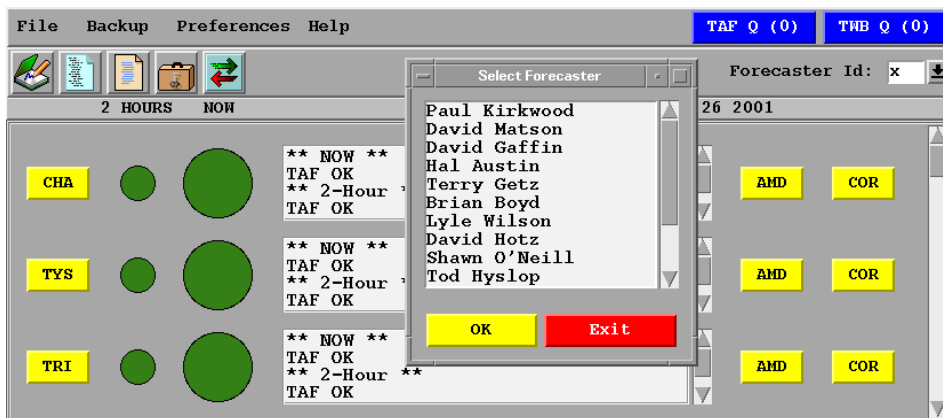 File Backup Preferences Help TAF Q (0) TWB Q (0)
Forecaster Id: x
2 HOURS NOW 26 2001
Select Forecaster
Paul Kirkwood
David Matson
David Gaffin
Hal Austin
Terry Getz
Brian Boyd
Lyle Wilson
David Hotz
Shawn O'Neill
Tod Hyslop
OK Exit
CHA
** NOW **
TAF OK
** 2-Hour *
TAF OK
AMD COR
TYS
** NOW **
TAF OK
** 2-Hour *
TAF OK
AMD COR
TRI
** NOW **
TAF OK
** 2-Hour **
TAF OK
AMD COR